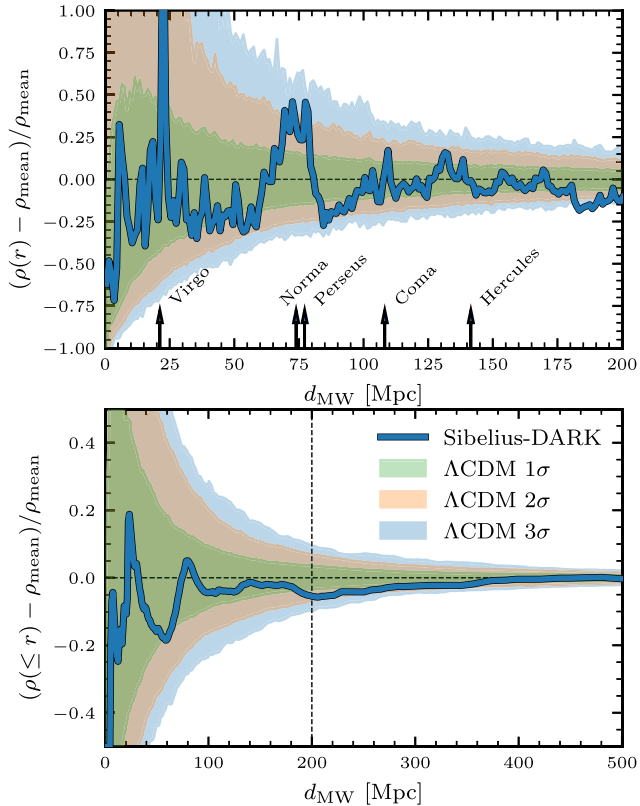 1.00
0.75
0.50
0.25
0.00
−0.25
−0.50
−0.75
−1.00
(ρ(r) − ρmean)/ρmean
Virgo
Norma
Perseus
Coma
Hercules
0 25 50 75 100 125 150 175 200
dMW [Mpc]
0.4
0.2
0.0
−0.2
−0.4
(ρ(≤ r) − ρmean)/ρmean
Sibelius-DARK
ΛCDM 1σ
ΛCDM 2σ
ΛCDM 3σ
0 100 200 300 400 500
dMW [Mpc]